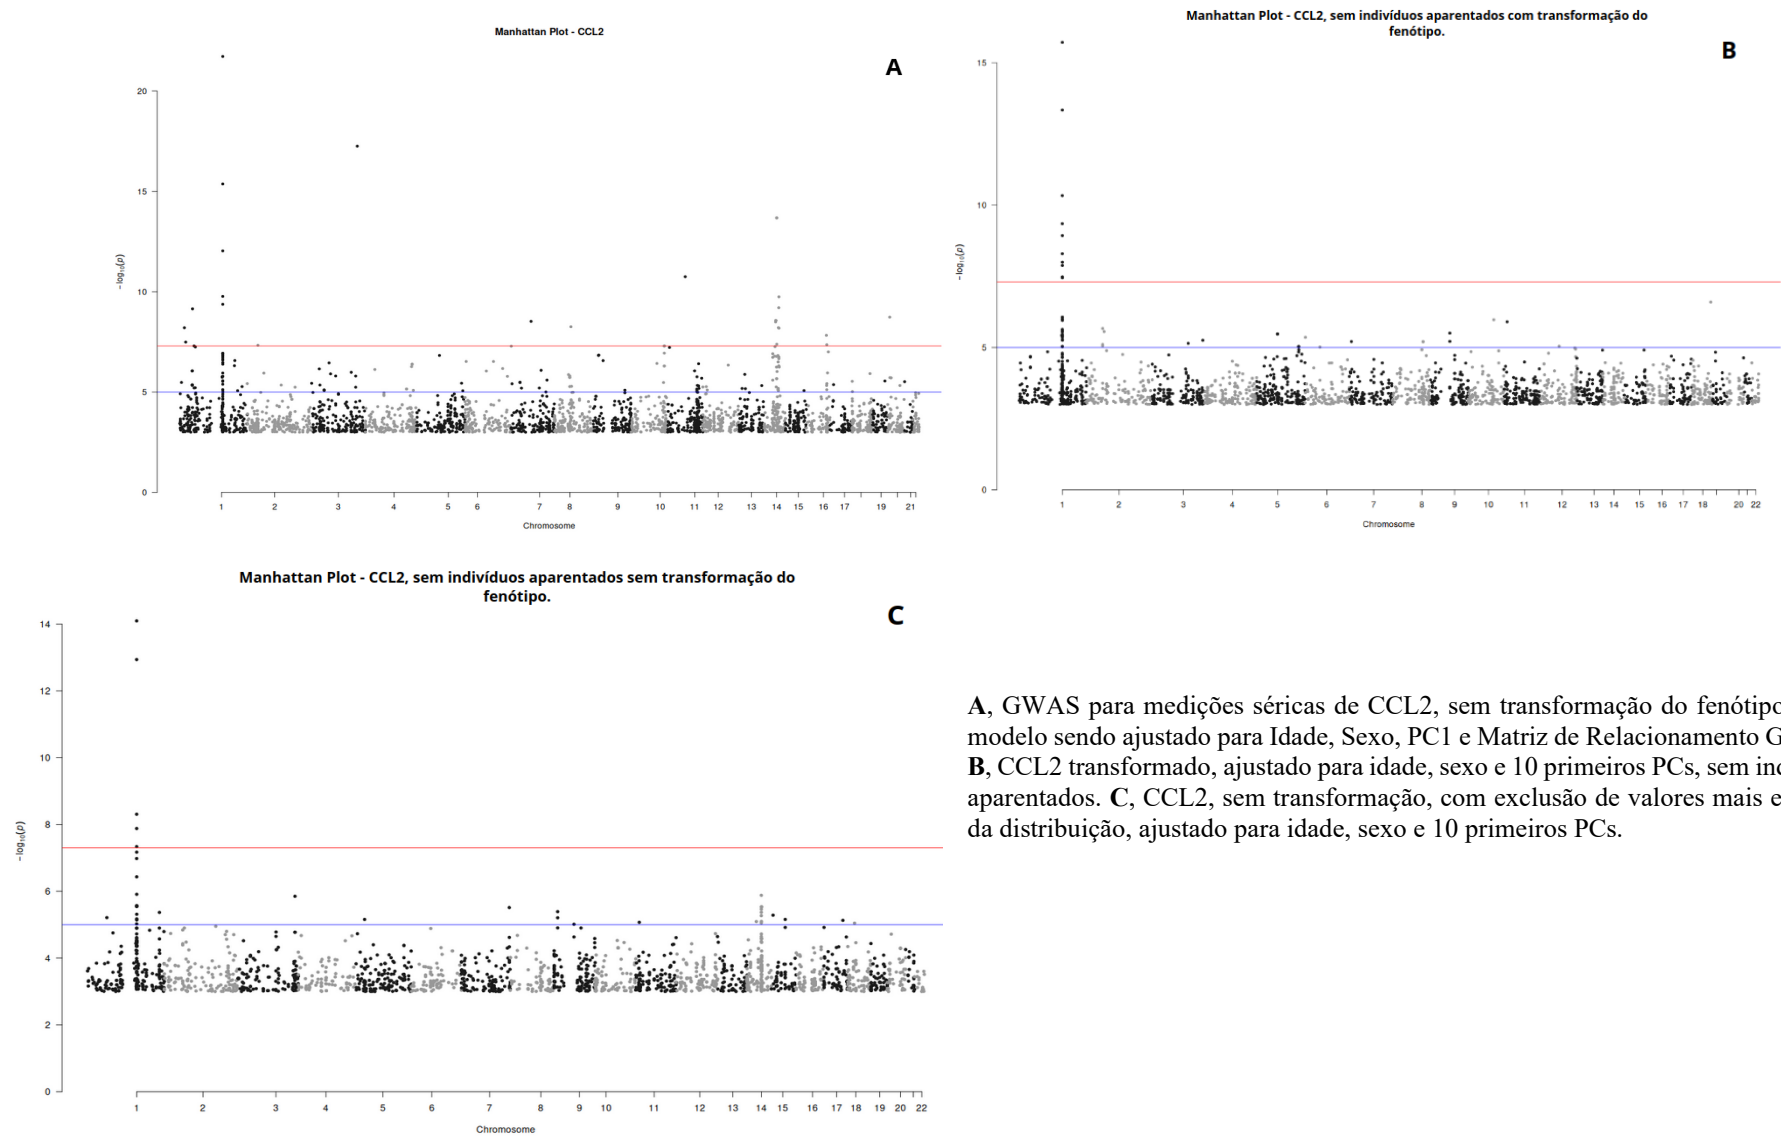 Manhattan Plot - CCL2
A
20
15
10
5
0
-log10(p)
1 2 3 4 5 6 7 8 9 10 11 12 13 14 15 16 17 19 21
Chromosome
Manhattan Plot - CCL2, sem indivíduos aparentados com transformação do
fenótipo.
B
15
10
5
0
-log10(p)
1 2 3 4 5 6 7 8 9 10 11 12 13 14 15 16 17 18 20 22
Chromosome
Manhattan Plot - CCL2, sem indivíduos aparentados sem transformação do
fenótipo.
C
14
12
10
8
6
4
2
0
-log10(p)
1 2 3 4 5 6 7 8 9 10 11 12 13 14 15 16 17 18 19 20 22
Chromosome
A, GWAS para medições séricas de CCL2, sem transformação do fenótipo
modelo sendo ajustado para Idade, Sexo, PC1 e Matriz de Relacionamento G
B, CCL2 transformado, ajustado para idade, sexo e 10 primeiros PCs, sem
aparentados. C, CCL2, sem transformação, com exclusão de valores mais e
da distribuição, ajustado para idade, sexo e 10 primeiros PCs.